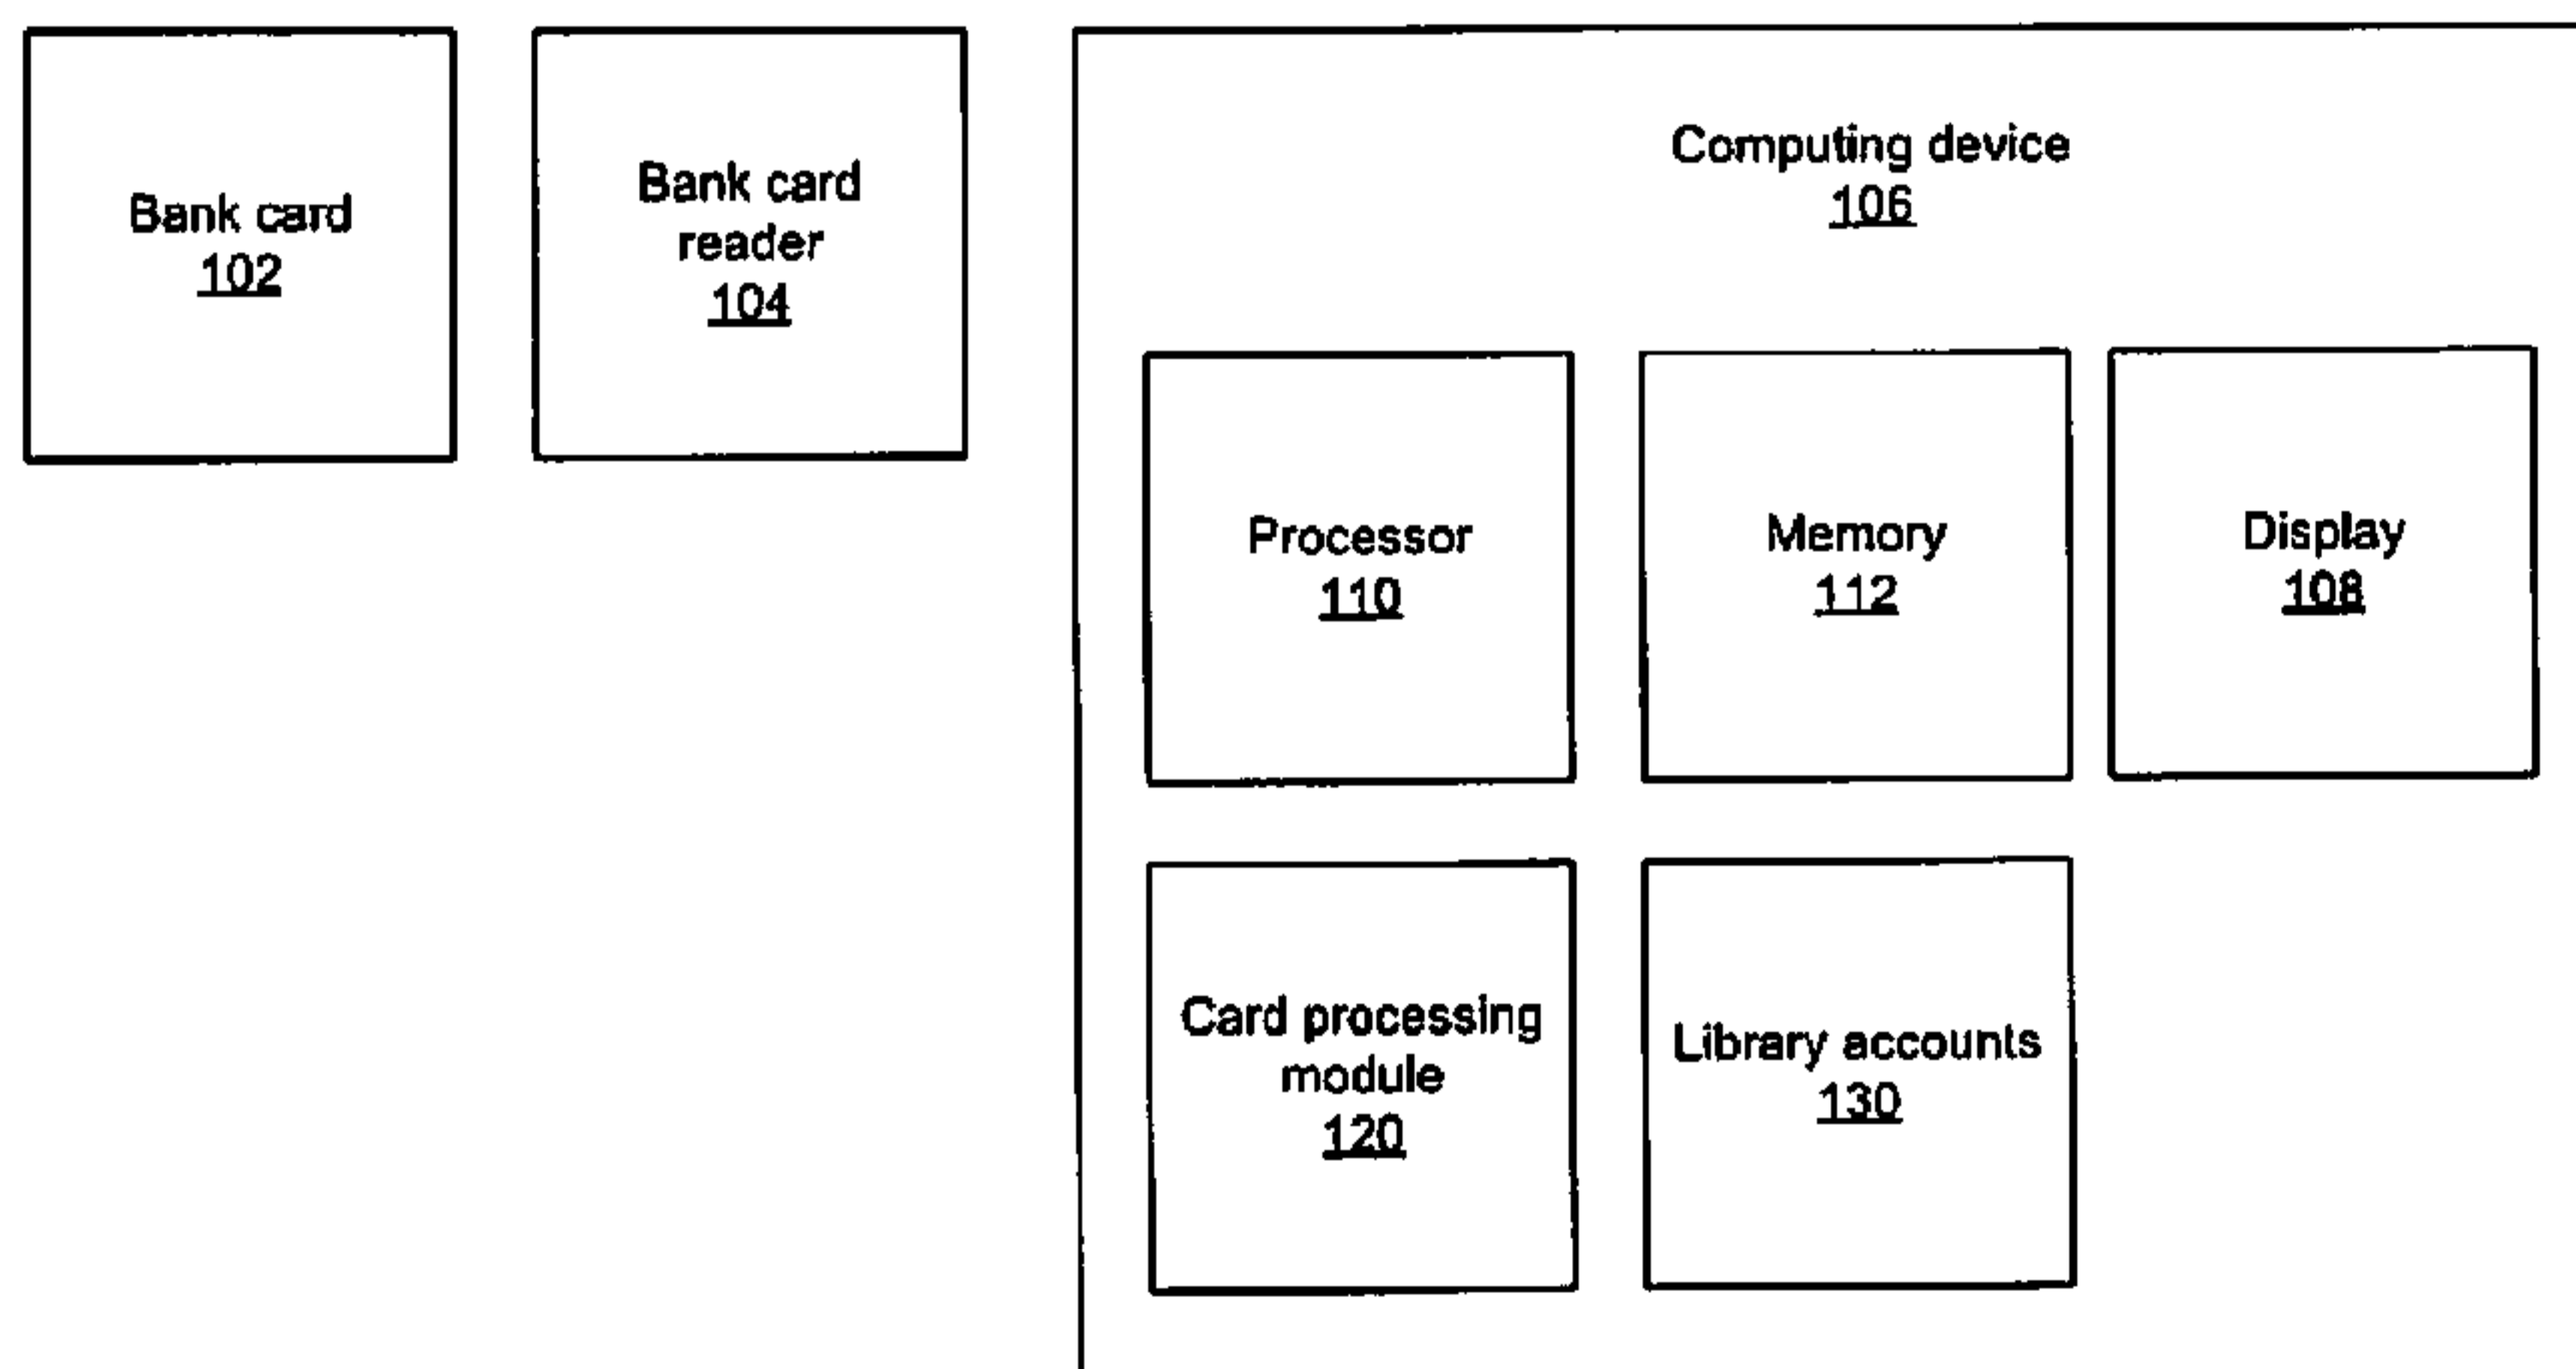 Bank card
102
Bank card
reader
104
Computing device
106
Processor
110
Memory
112
Display
108
Card processing
module
120
Library accounts
130